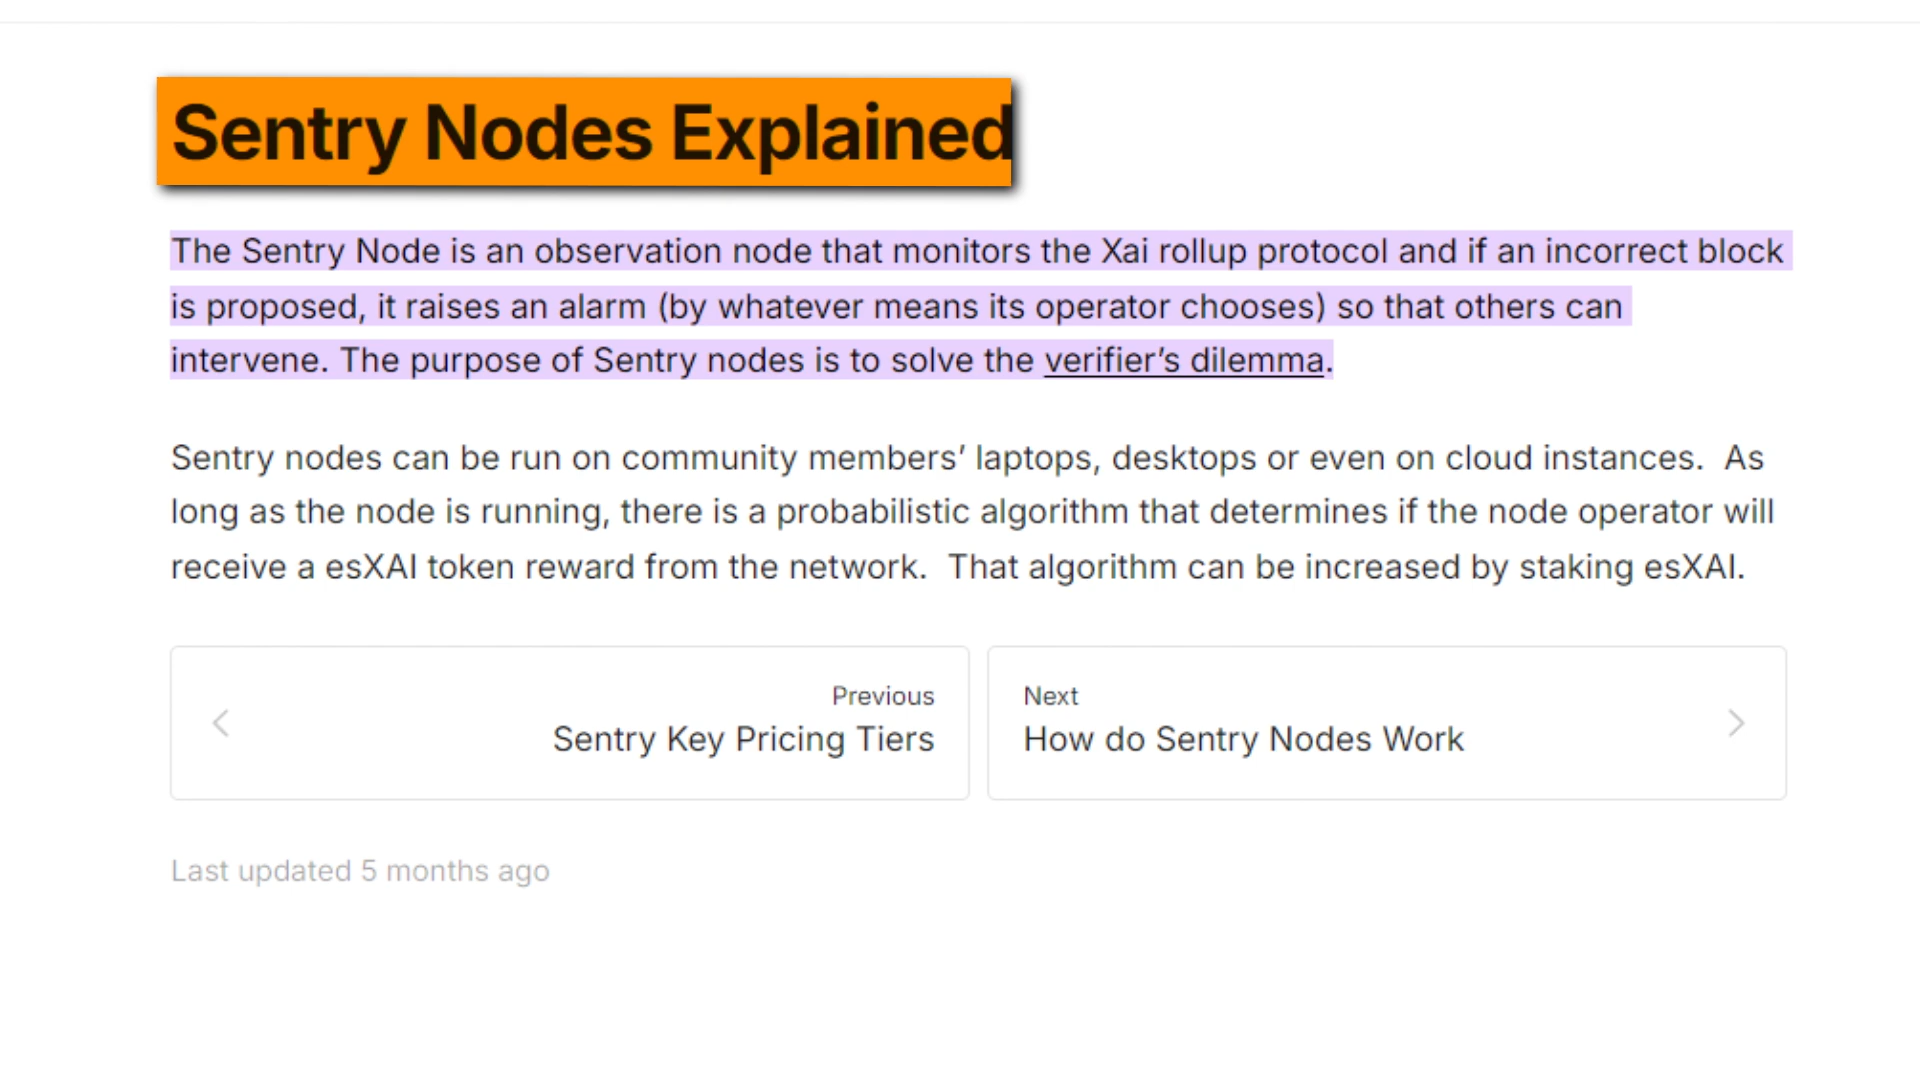 Sentry Nodes Explained
The Sentry Node is an observation node that monitors the Xai rollup protocol and if an incorrect block
is proposed, it raises an alarm (by whatever means its operator chooses) so that others can
intervene. The purpose of Sentry nodes is to solve the verifier’s dilemma.
Sentry nodes can be run on community members’ laptops, desktops or even on cloud instances.  As
long as the node is running, there is a probabilistic algorithm that determines if the node operator will
receive a esXAI token reward from the network.  That algorithm can be increased by staking esXAI.
Previous
Sentry Key Pricing Tiers
Next
How do Sentry Nodes Work
Last updated 5 months ago